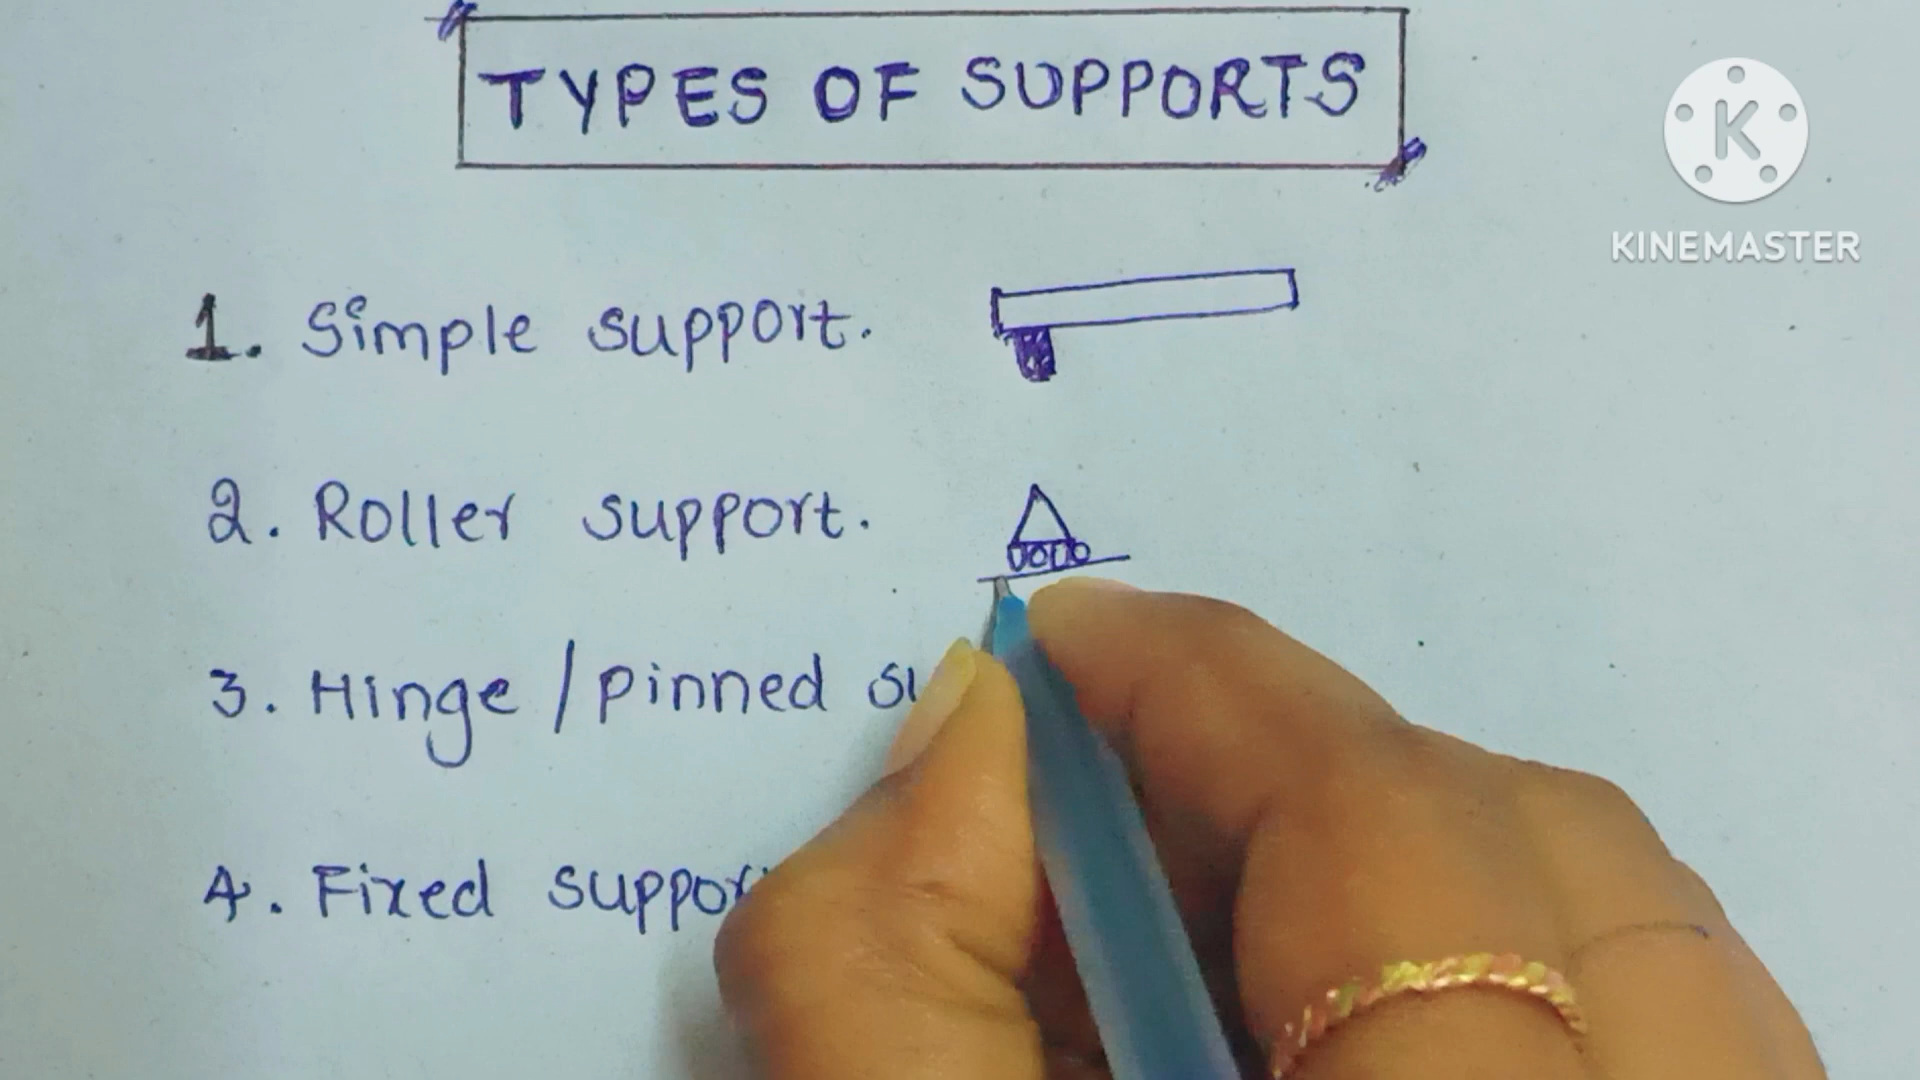 TYPES OF SUPPORTS
K
KINEMASTER
1. Simple support.
2. Roller support.
3. Hinge / pinned
4. Fixed